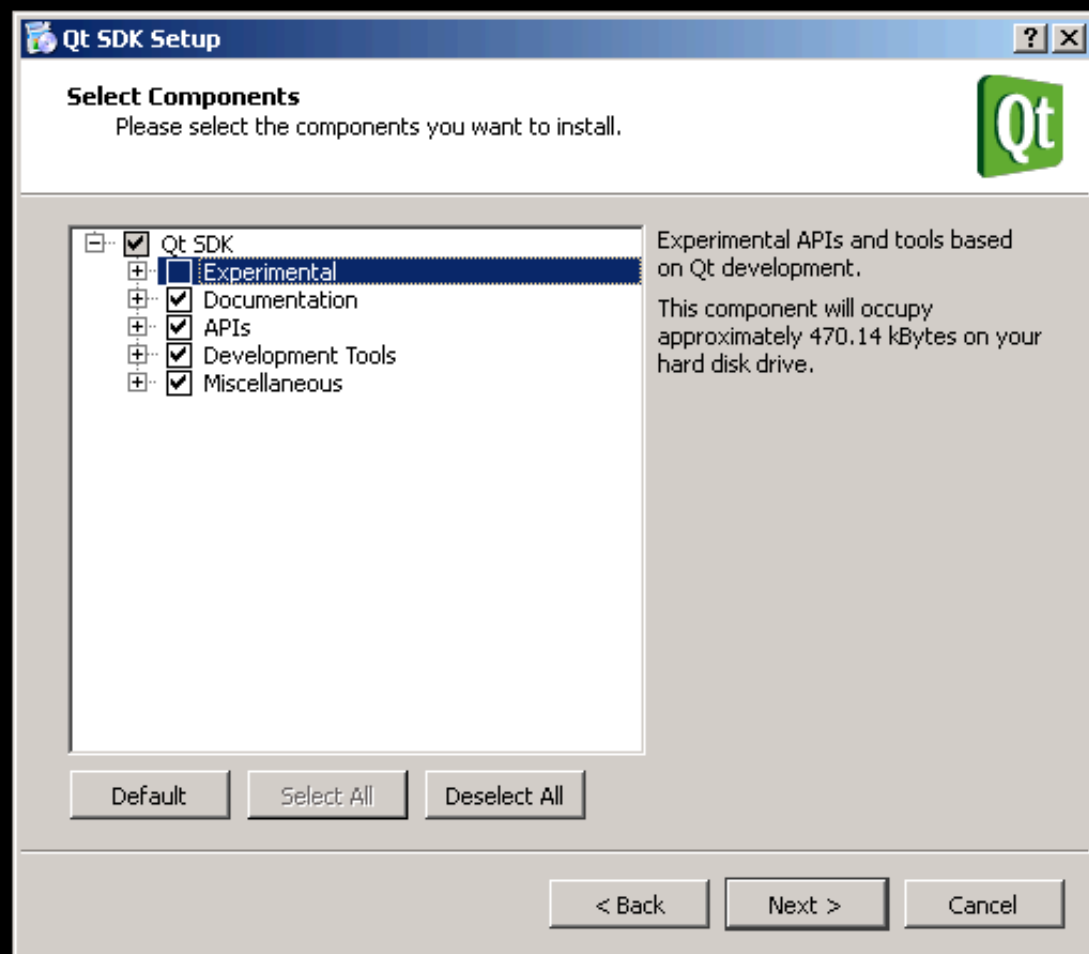 Qt SDK Setup
Select Components
Please select the components you want to install.
Qt
Qt SDK
Experimental
Documentation
APIs
Development Tools
Miscellaneous
Experimental APIs and tools based
on Qt development.
This component will occupy
approximately 470.14 kBytes on your
hard disk drive.
Default
Select All
Deselect All
< Back
Next >
Cancel